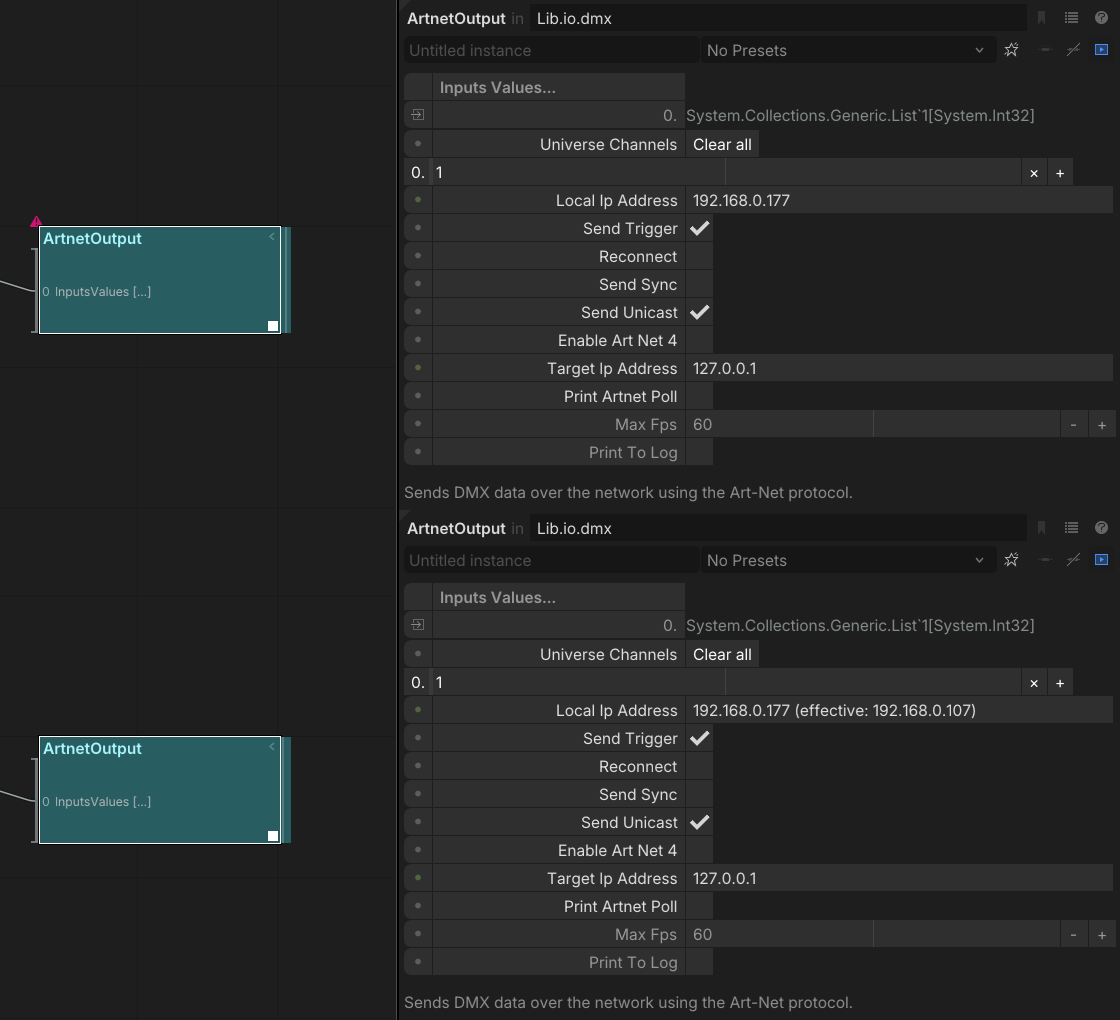 ArtnetOutput in Lib.io.dmx
Untitled instance No Presets
Inputs Values...
0. System.Collections.Generic.List`1[System.Int32]
Universe Channels Clear all
0. 1 × +
Local Ip Address 192.168.0.177
Send Trigger
Reconnect
Send Sync
Send Unicast
Enable Art Net 4
Target Ip Address 127.0.0.1
Print Artnet Poll
Max Fps 60 - +
Print To Log
Sends DMX data over the network using the Art-Net protocol.
ArtnetOutput <
0 InputsValues [...]
ArtnetOutput in Lib.io.dmx
Untitled instance No Presets
Inputs Values...
0. System.Collections.Generic.List`1[System.Int32]
Universe Channels Clear all
0. 1 × +
Local Ip Address 192.168.0.177 (effective: 192.168.0.107)
Send Trigger
Reconnect
Send Sync
Send Unicast
Enable Art Net 4
Target Ip Address 127.0.0.1
Print Artnet Poll
Max Fps 60 - +
Print To Log
Sends DMX data over the network using the Art-Net protocol.
ArtnetOutput <
0 InputsValues [...]